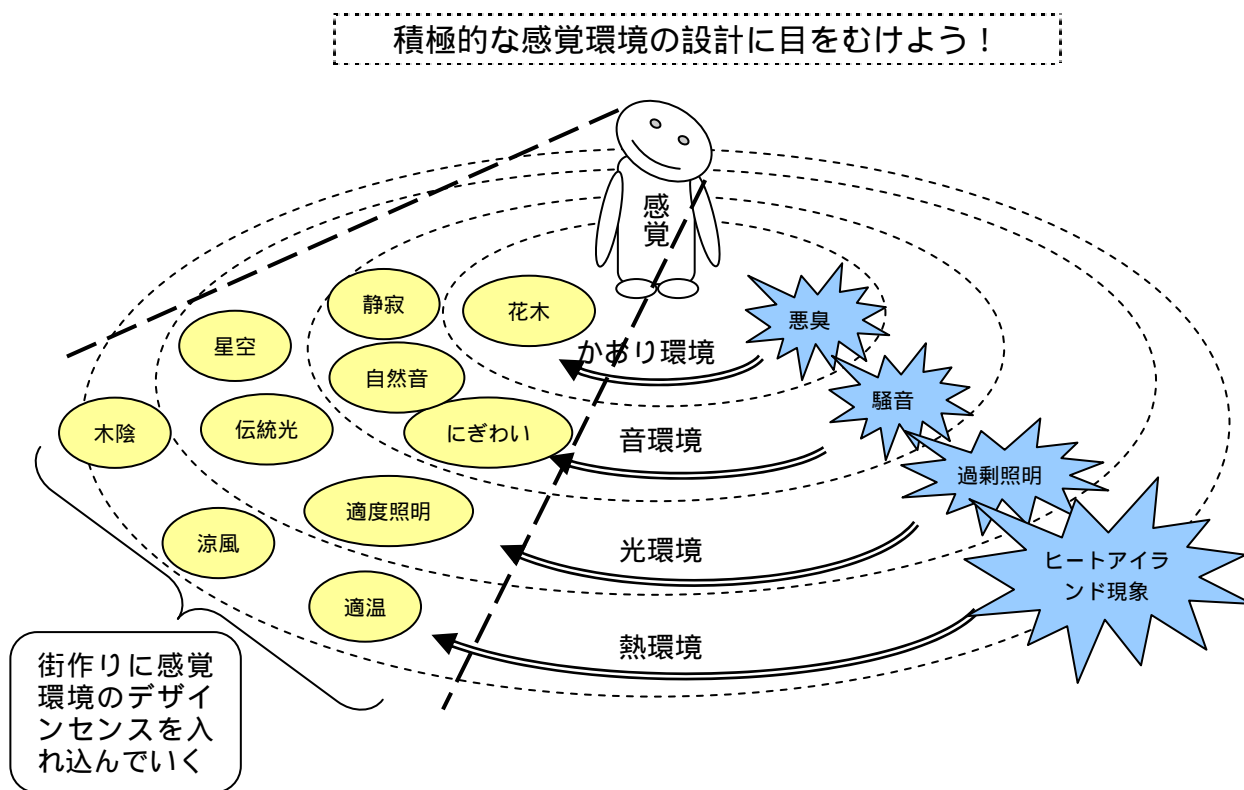 積極的な感覚環境の設計に目をむけよう！
感覚
静寂
花木
悪臭
星空
かおり環境
自然音
騒音
木陰
伝統光
にぎわい
音環境
過剰照明
適度照明
涼風
光環境
ヒートアイラ
ンド現象
適温
熱環境
街作りに感覚
環境のデザイ
ンセンスを入
れ込んでいく